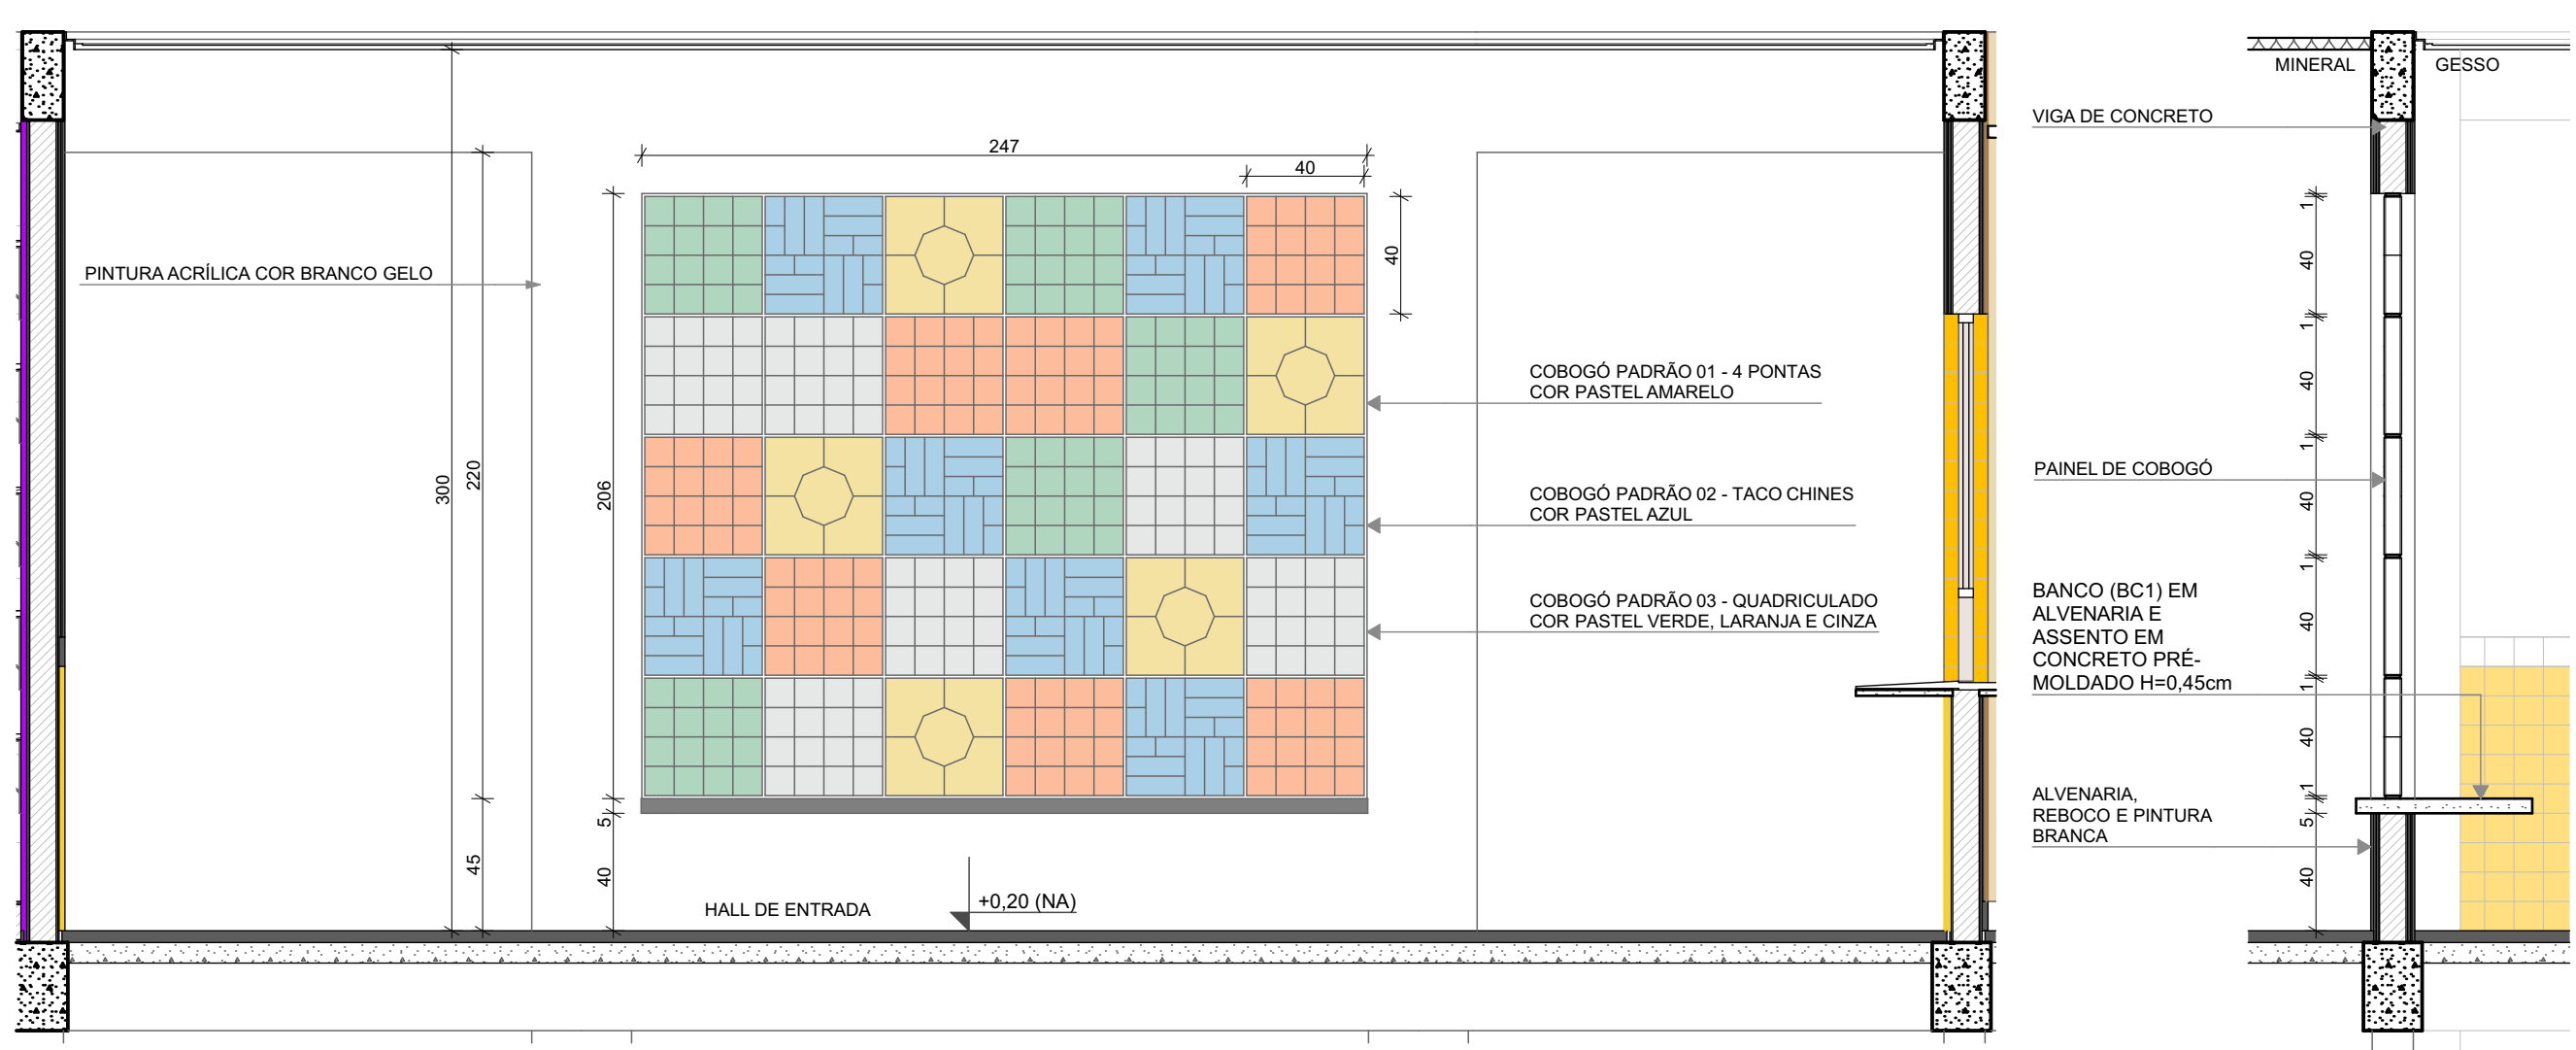 MINERAL
GESSO
VIGA DE CONCRETO
247
40
40
PINTURA ACRÍLICA COR BRANCO GELO
300
220
206
45
5
40
COBOGÓ PADRÃO 01 - 4 PONTAS
COR PASTEL AMARELO
COBOGÓ PADRÃO 02 - TACO CHINES
COR PASTEL AZUL
COBOGÓ PADRÃO 03 - QUADRICULADO
COR PASTEL VERDE, LARANJA E CINZA
HALL DE ENTRADA
+0,20 (NA)
PAINEL DE COBOGÓ
BANCO (BC1) EM
ALVENARIA E
ASSENTO EM
CONCRETO PRÉ-
MOLDADO H=0,45cm
ALVENARIA,
REBOCO E PINTURA
BRANCA
1
40
1
40
1
40
1
40
1
40
1
5
40